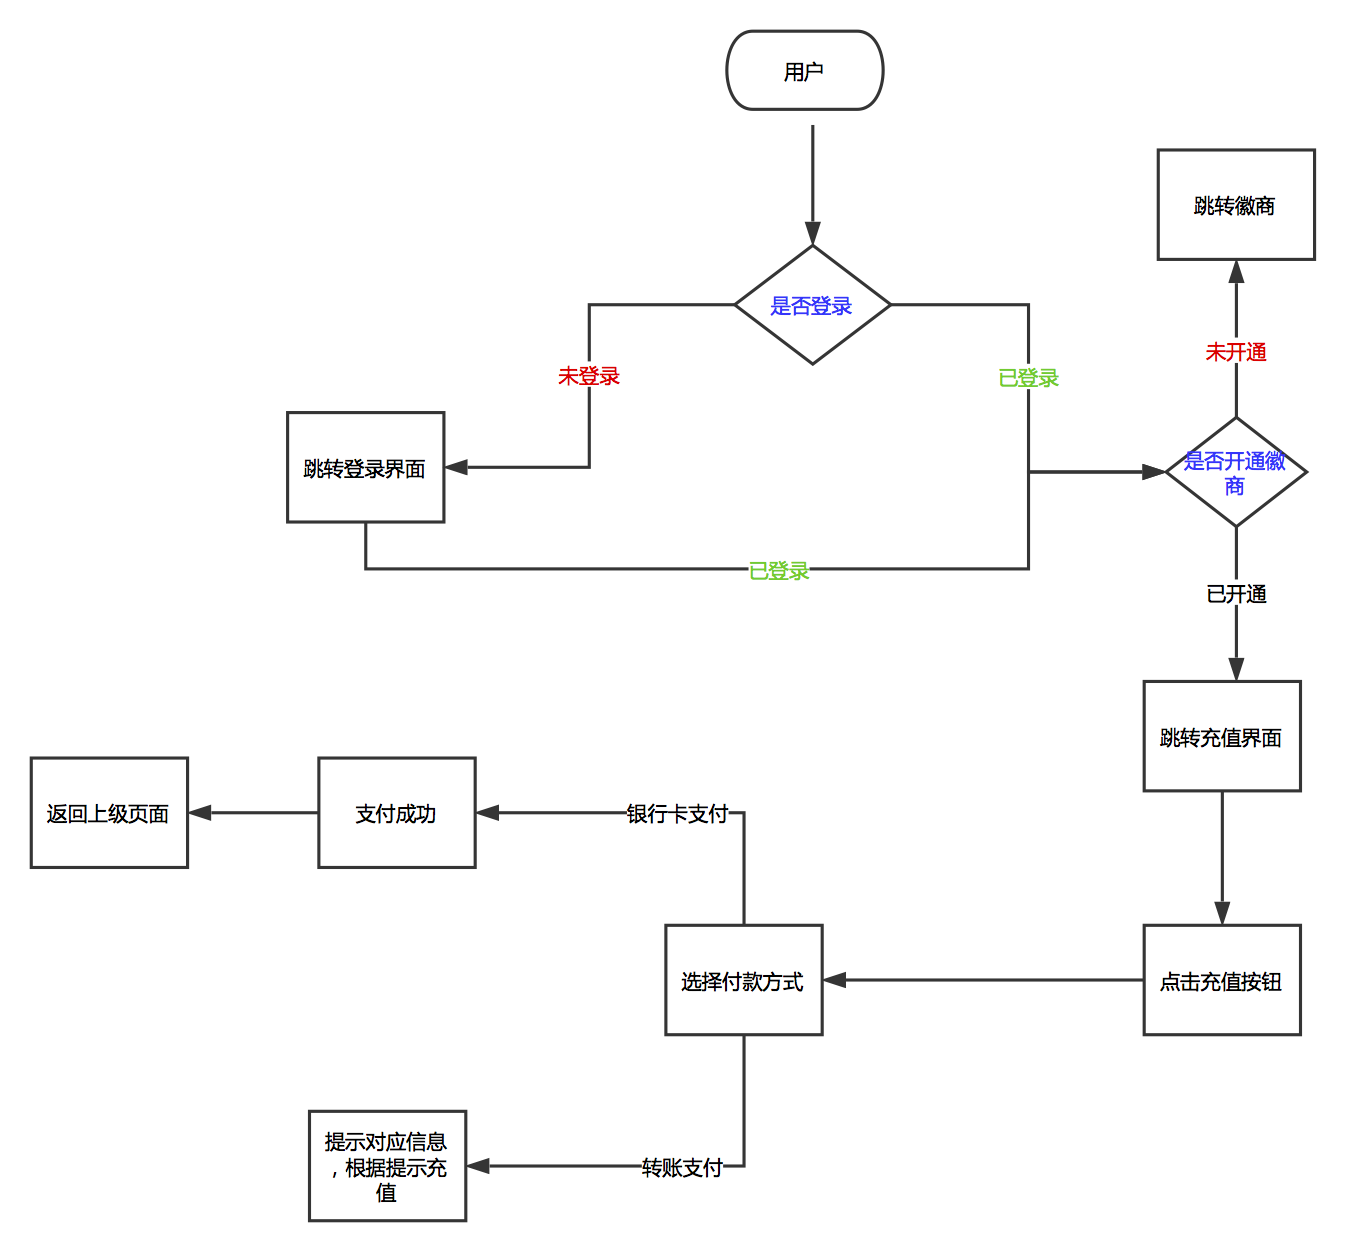 用户
跳转徽商
是否登录
未开通
未登录
已登录
跳转登录界面
是否开通徽
商
已登录
已开通
跳转充值界面
返回上级页面
支付成功
银行卡支付
选择付款方式
点击充值按钮
提示对应信息
，根据提示充
值
转账支付